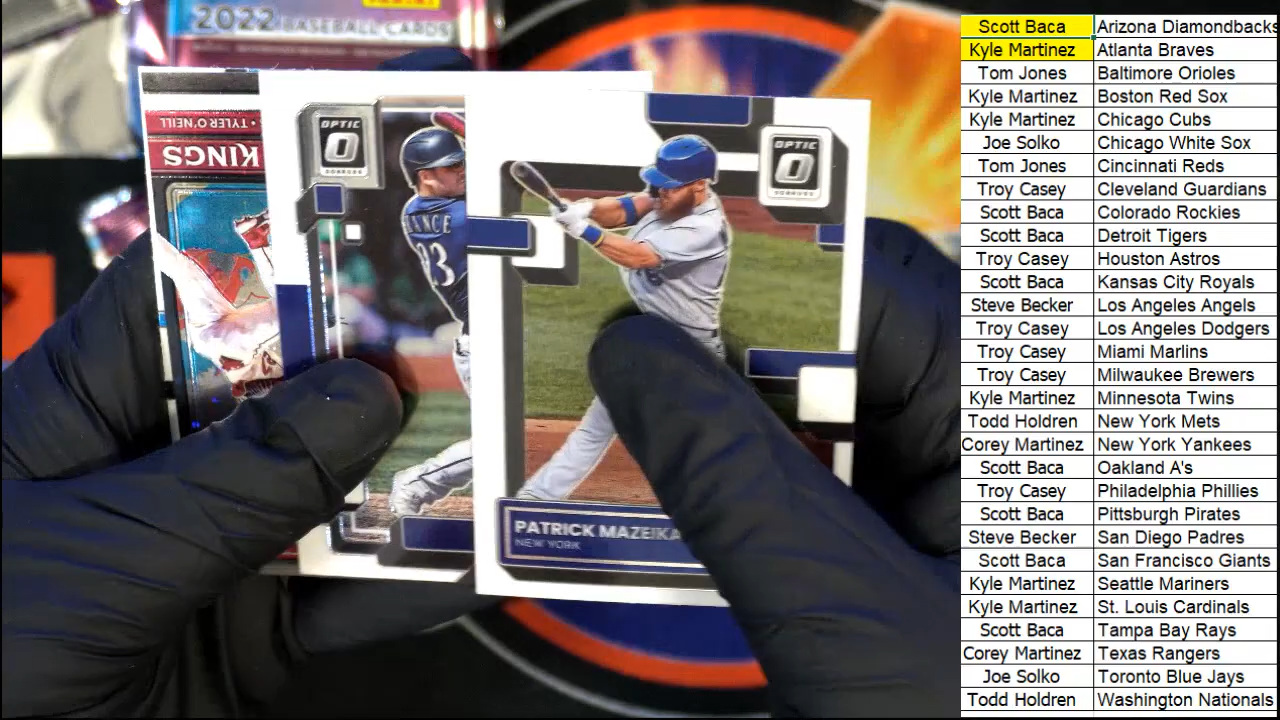 2022 BASEBALL CARDS
• TYLER O'NEILL
KINGS
OPTIC
DONRUSS
ANCE
33
OPTIC
DONRUSS
PATRICK MAZEIKA
NEW YORK
Scott Baca Arizona Diamondbacks
Kyle Martinez Atlanta Braves
Tom Jones Baltimore Orioles
Kyle Martinez Boston Red Sox
Kyle Martinez Chicago Cubs
Joe Solko Chicago White Sox
Tom Jones Cincinnati Reds
Troy Casey Cleveland Guardians
Scott Baca Colorado Rockies
Scott Baca Detroit Tigers
Troy Casey Houston Astros
Scott Baca Kansas City Royals
Steve Becker Los Angeles Angels
Troy Casey Los Angeles Dodgers
Troy Casey Miami Marlins
Troy Casey Milwaukee Brewers
Kyle Martinez Minnesota Twins
Todd Holdren New York Mets
Corey Martinez New York Yankees
Scott Baca Oakland A's
Troy Casey Philadelphia Phillies
Scott Baca Pittsburgh Pirates
Steve Becker San Diego Padres
Scott Baca San Francisco Giants
Kyle Martinez Seattle Mariners
Kyle Martinez St. Louis Cardinals
Scott Baca Tampa Bay Rays
Corey Martinez Texas Rangers
Joe Solko Toronto Blue Jays
Todd Holdren Washington Nationals